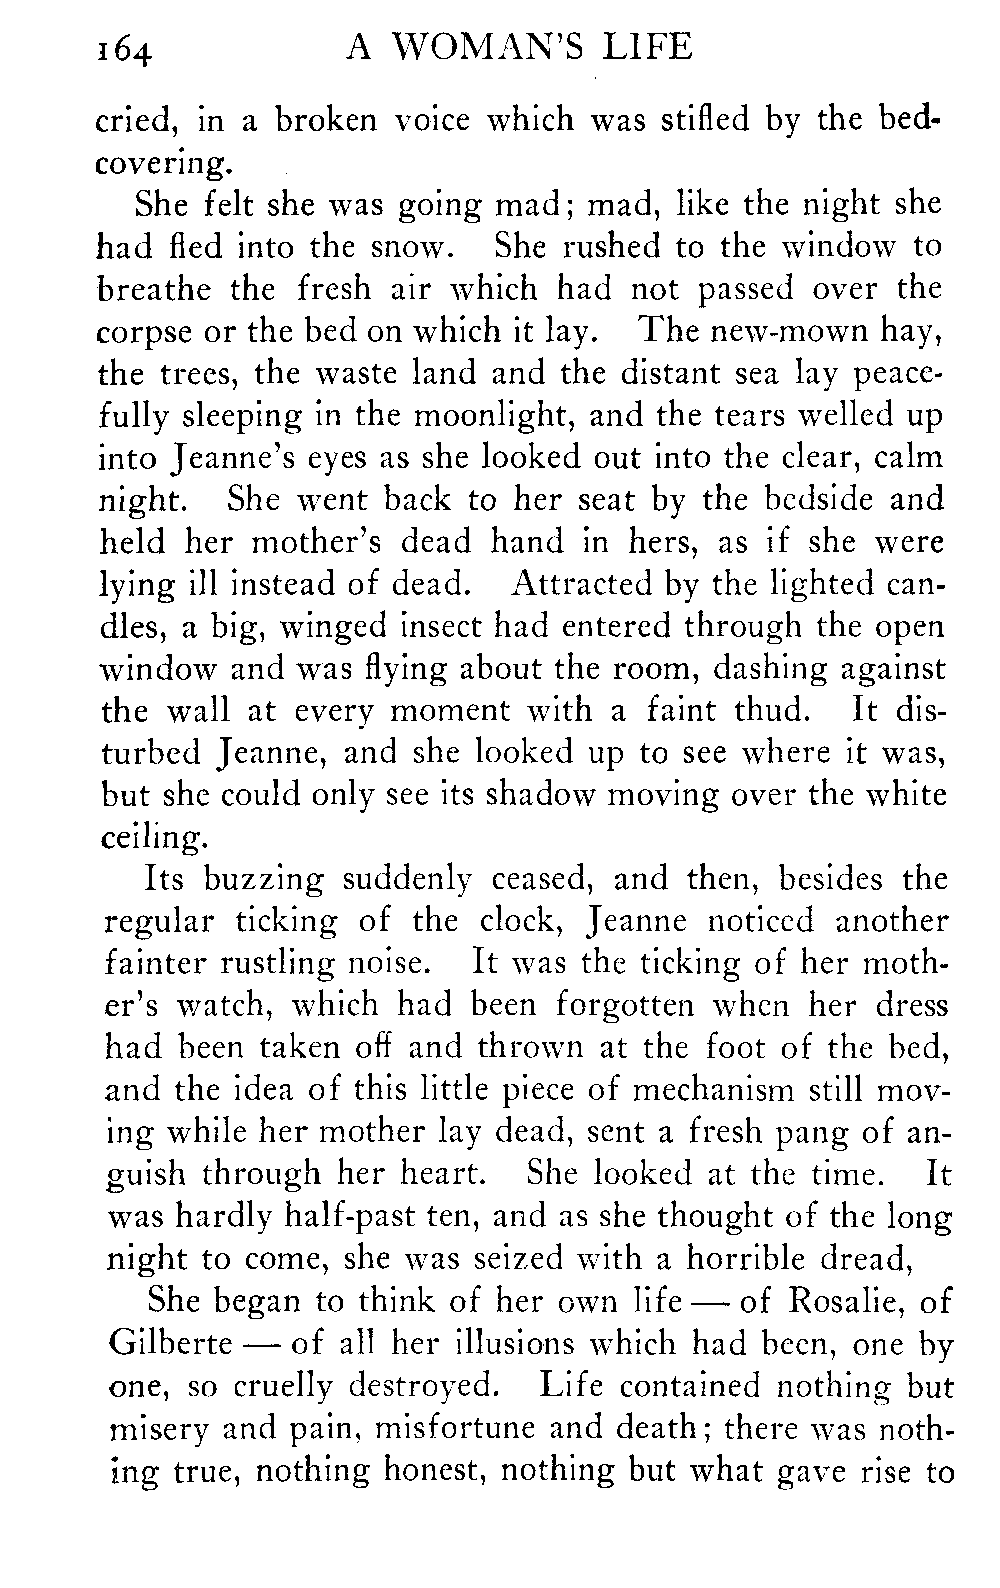 164 A WOMAN'S LIFE
cried, in a broken voice which was stifled by the bed-
covering.
She felt she was going mad; mad, like the night she
had fled into the snow. She rushed to the window to
breathe the fresh air which had not passed over the
corpse or the bed on which it lay. The new-mown hay,
the trees, the waste land and the distant sea lay peace-
fully sleeping in the moonlight, and the tears welled up
into Jeanne's eyes as she looked out into the clear, calm
night. She went back to her seat by the bedside and
held her mother's dead hand in hers, as if she were
lying ill instead of dead. Attracted by the lighted can-
dles, a big, winged insect had entered through the open
window and was flying about the room, dashing against
the wall at every moment with a faint thud. It dis-
turbed Jeanne, and she looked up to see where it was,
but she could only see its shadow moving over the white
ceiling.
Its buzzing suddenly ceased, and then, besides the
regular ticking of the clock, Jeanne noticed another
fainter rustling noise. It was the ticking of her moth-
er's watch, which had been forgotten when her dress
had been taken off and thrown at the foot of the bed,
and the idea of this little piece of mechanism still mov-
ing while her mother lay dead, sent a fresh pang of an-
guish through her heart. She looked at the time. It
was hardly half-past ten, and as she thought of the long
night to come, she was seized with a horrible dread,
She began to think of her own life — of Rosalie, of
Gilberte — of all her illusions which had been, one by
one, so cruelly destroyed. Life contained nothing but
misery and pain, misfortune and death; there was noth-
ing true, nothing honest, nothing but what gave rise to